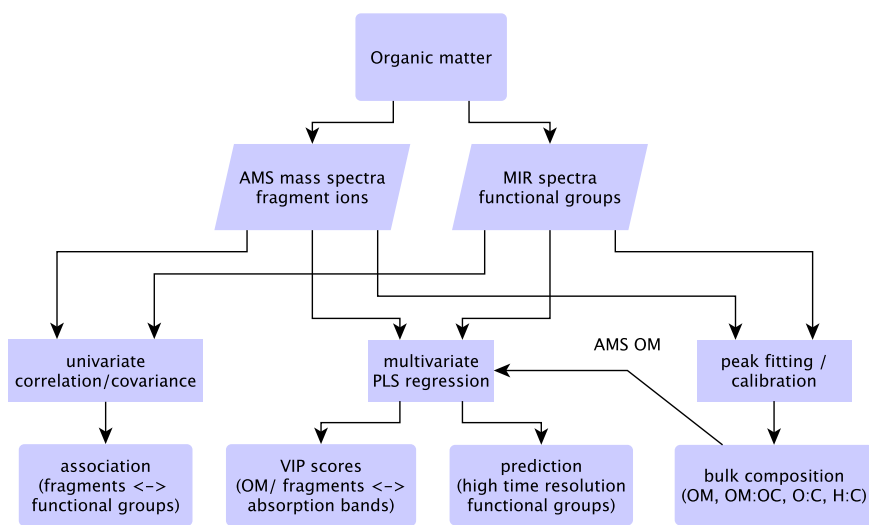 Organic matter
AMS mass spectra
fragment ions
MIR spectra
functional groups
AMS OM
univariate
correlation/covariance
multivariate
PLS regression
peak fitting /
calibration
association
(fragments <->
functional groups)
VIP scores
(OM/ fragments <->
absorption bands)
prediction
(high time resolution
functional groups)
bulk composition
(OM, OM:OC, O:C, H:C)